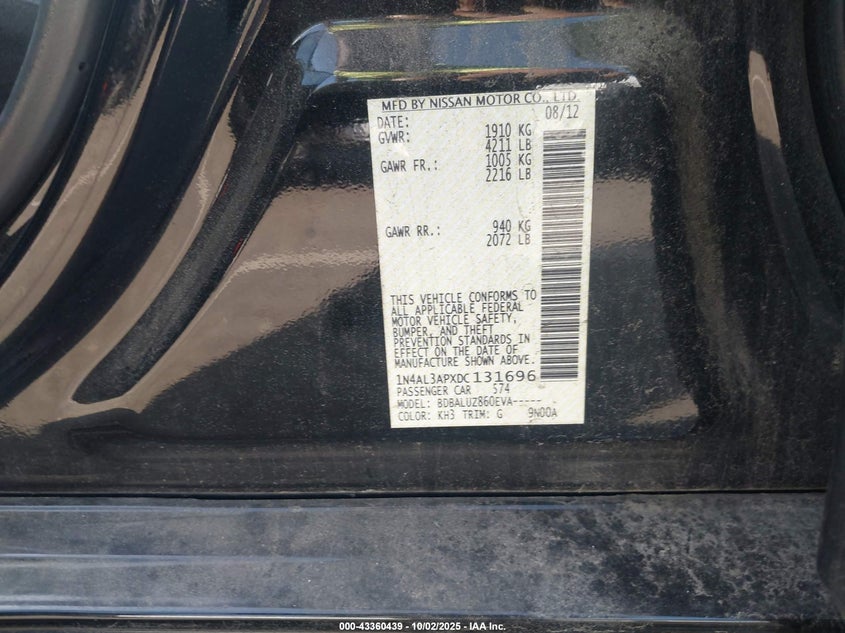 MFD BY NISSAN MOTOR CO., LTD.
DATE: 08/12
GVWR: 1910 KG
4211 LB
GAWR FR.: 1005 KG
2216 LB
GAWR RR.: 940 KG
2072 LB
THIS VEHICLE CONFORMS TO
ALL APPLICABLE FEDERAL
MOTOR VEHICLE SAFETY,
BUMPER, AND THEFT
PREVENTION STANDARDS IN
EFFECT ON THE DATE OF
MANUFACTURE SHOWN ABOVE.
1N4AL3APXDC131696
PASSENGER CAR 574
MODEL: BDBALUZ860EVA-----
COLOR: KH3 TRIM: G 9N00A
000-43360439 - 10/02/2025 - IAA Inc.